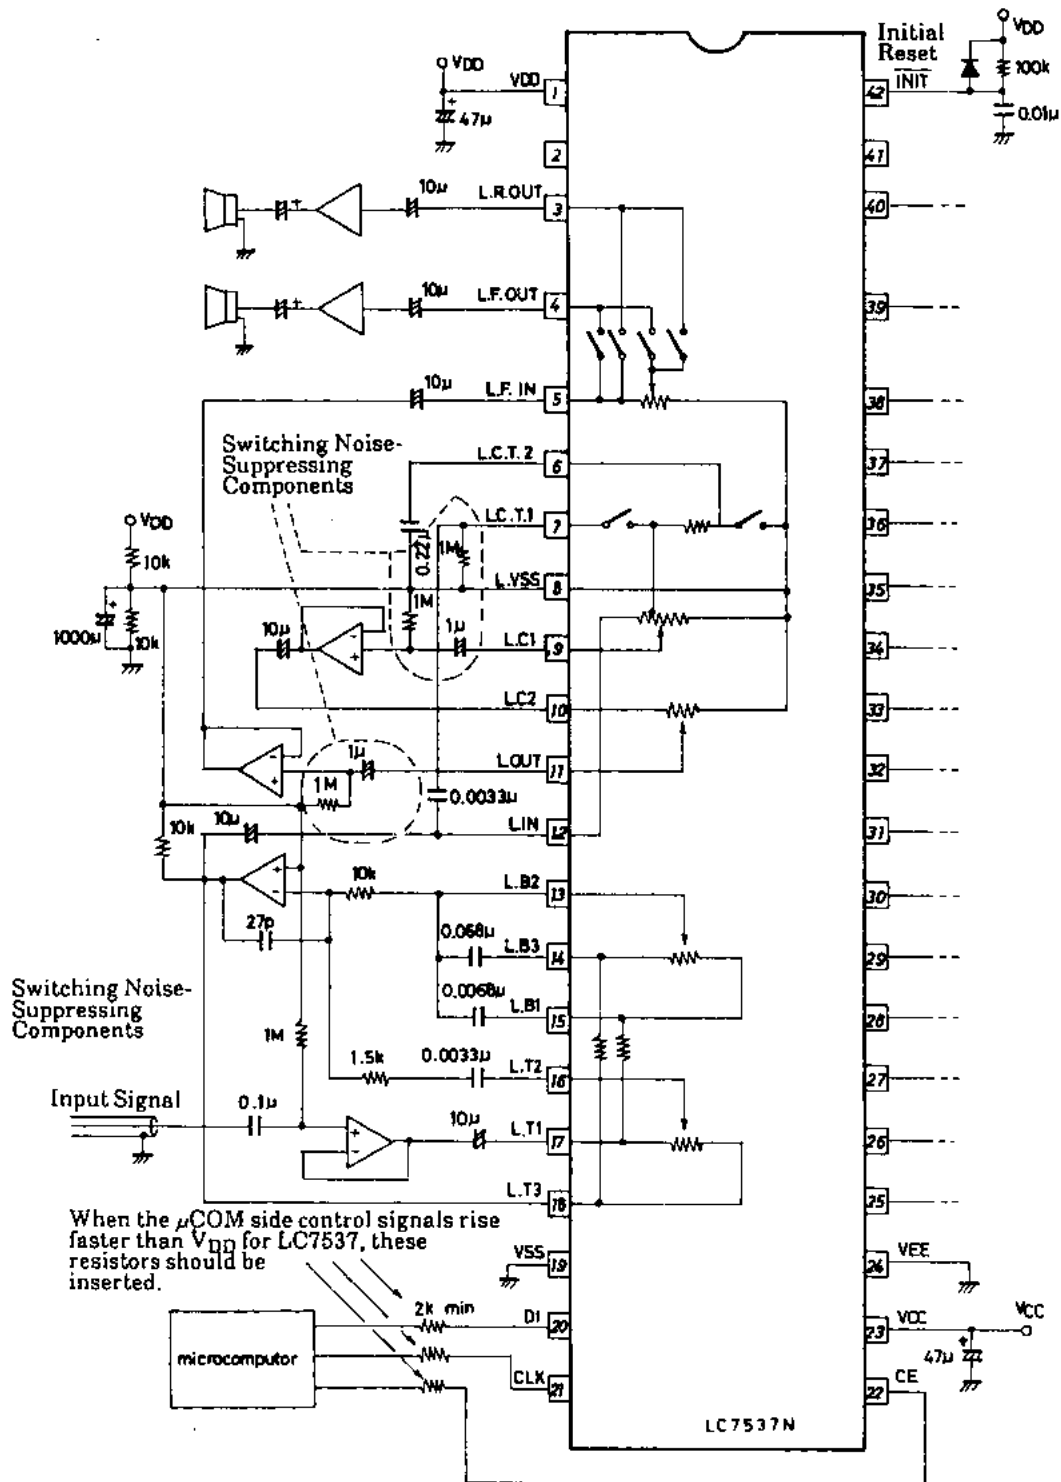 VDD
Initial
Reset
INIT
100k
0.01μ
VDD
VDD
47μ
1
42
2
41
10μ
L.R.OUT
3
40
10μ
L.F.OUT
4
39
10μ
L.F. IN
5
38
Switching Noise-
Suppressing
Components
L.C.T.2
6
37
VDD
L.C.T.1
7
36
10k
0.22μ
1M
L.VSS
8
35
1000μ
10k
10μ
1M
1μ
L.C1
9
34
L.C2
10
33
1μ
L.OUT
11
32
1M
0.0033μ
10k
10μ
L.IN
12
31
10k
L.B2
13
30
27p
0.068μ
L.B3
14
29
Switching Noise-
Suppressing
Components
0.0068μ
L.B1
15
28
1M
1.5k
0.0033μ
L.T2
16
27
Input Signal
0.1μ
10μ
L.T1
17
26
L.T3
18
25
When the μCOM side control signals rise
faster than VDD for LC7537, these
resistors should be
inserted.
VSS
19
24
VEE
2k min
DI
20
23
VCC
VCC
microcomputor
47μ
CLK
21
22
CE
LC7537N